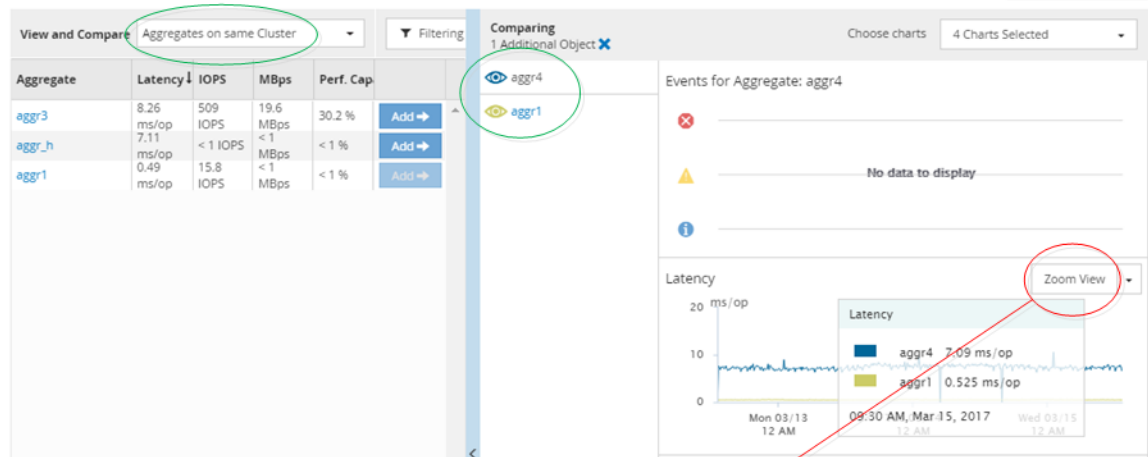 View and Compare Aggregates on same Cluster Filtering
Comparing
1 Additional Object
Choose charts 4 Charts Selected
Aggregate Latency IOPS MBps Perf. Cap
aggr3 8.26 ms/op 509 IOPS 19.6 MBps 30.2 % Add
aggr_h 7.11 ms/op < 1 IOPS < 1 MBps < 1 % Add
aggr1 0.49 ms/op 15.8 IOPS < 1 MBps < 1 % Add
aggr4
aggr1
Events for Aggregate: aggr4
No data to display
Latency Zoom View
20 ms/op
10
0
Latency
aggr4 7.09 ms/op
aggr1 0.525 ms/op
09:30 AM, Mar 15, 2017
Mon 03/13
12 AM
12 AM
Wed 03/15
12 AM